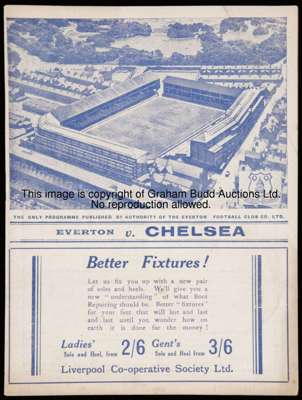 This image is copyright of Graham Budd Auctions Ltd.
No reproduction allowed.
THE ONLY PROGRAMME PUBLISHED BY AUTHORITY OF THE EVERTON FOOTBALL CLUB CO. LTD.
EVERTON v. CHELSEA
Better Fixtures!
Let us fix you up with a new pair
of soles and heels. We'll give you a
new "understanding" of what Boot
Repairing should be. Better "fixtures"
for your feet that will last and last
and last until you wonder how on
earth it is done for the money!
Ladies' Sole and Heel, from 2/6
Gent's Sole and Heel, from 3/6
Liverpool Co-operative Society Ltd.